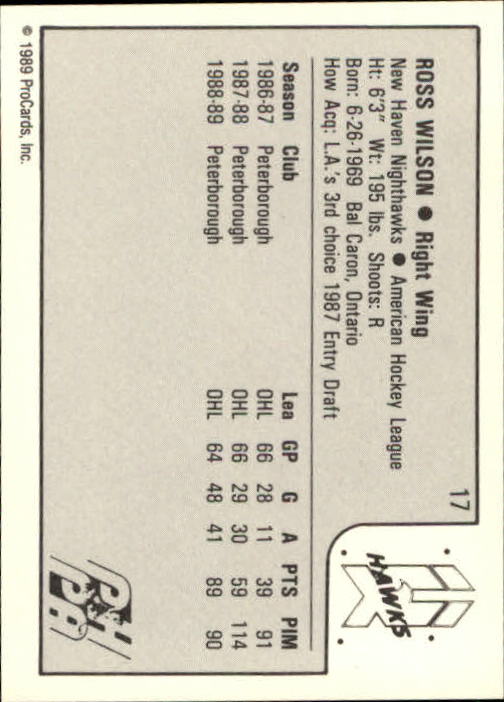 17
HAWKS
ROSS WILSON ● Right Wing
New Haven Nighthawks ● American Hockey League
Ht: 6'3" Wt: 195 lbs. Shoots: R
Born: 6-26-1969 Bal Caron, Ontario
How Acq: L.A.'s 3rd choice 1987 Entry Draft
Season Club Lea GP G A PTS PIM
1986-87 Peterborough OHL 66 28 11 39 91
1987-88 Peterborough OHL 66 29 30 59 114
1988-89 Peterborough OHL 64 48 41 89 90
© 1989 ProCards, Inc.